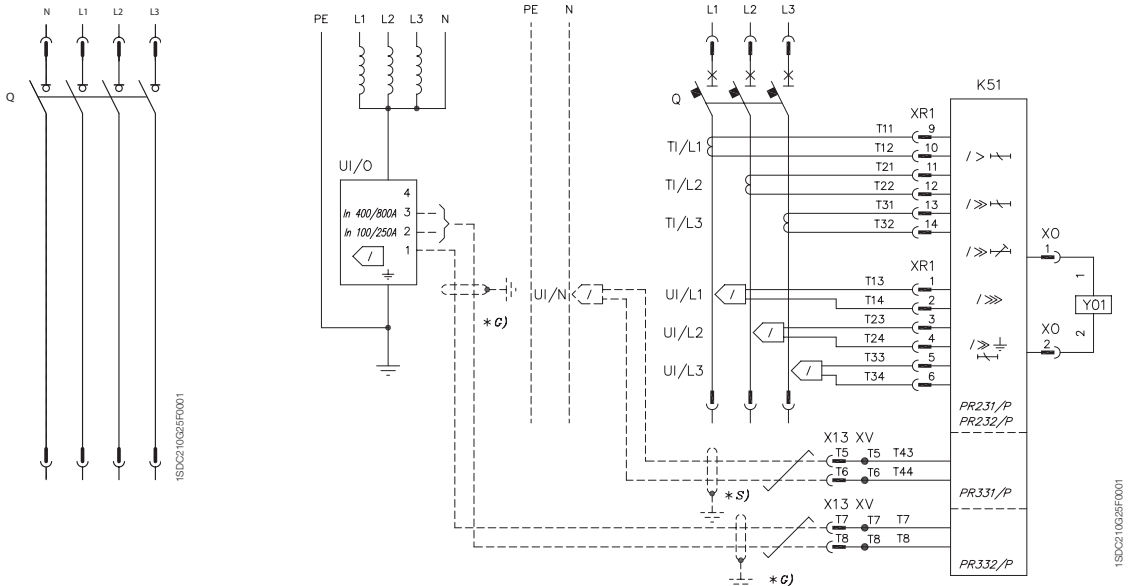 N L1 L2 L3
Q
1SDC210G25F0001
PE L1 L2 L3 N
UI/O
4
In 400/800A 3
In 100/250A 2
1
/
*G)
PE N
UI/N /
L1 L2 L3
Q
TI/L1
TI/L2
TI/L3
UI/L1 /
UI/L2 /
UI/L3 /
K51
XR1
T11 9
T12 10
T21 11
T22 12
T31 13
T32 14
XR1
T13 1
T14 2
T23 3
T24 4
T33 5
T34 6
/ >
/ ≫
/ ≫
/ ⋙
/ ≫
PR231/P
PR232/P
XO
1
1
Y01
XO
2
2
X13 XV
T5 T5 T43
T6 T6 T44
*S)
PR331/P
X13 XV
T7 T7 T7
T8 T8 T8
*G)
PR332/P
1SDC210G25F0001